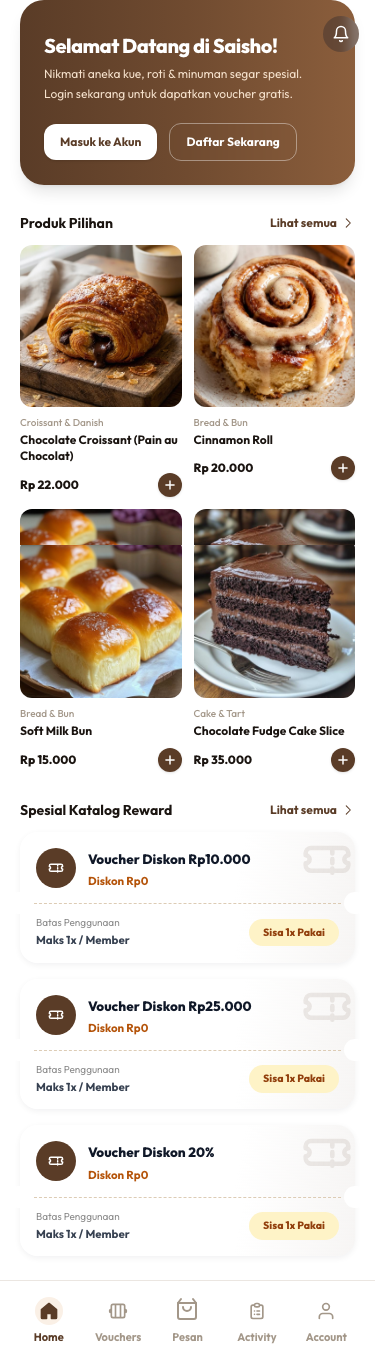 Selamat Datang di Saisho!
Nikmati aneka kue, roti & minuman segar spesial.
Login sekarang untuk dapatkan voucher gratis.
Masuk ke Akun
Daftar Sekarang
Produk Pilihan
Lihat semua
Croissant & Danish
Chocolate Croissant (Pain au
Chocolat)
Rp 22.000
Bread & Bun
Cinnamon Roll
Rp 20.000
Bread & Bun
Soft Milk Bun
Rp 15.000
Cake & Tart
Chocolate Fudge Cake Slice
Rp 35.000
Spesial Katalog Reward
Lihat semua
Voucher Diskon Rp10.000
Diskon Rp0
Batas Penggunaan
Maks 1x / Member
Sisa 1x Pakai
Voucher Diskon Rp25.000
Diskon Rp0
Batas Penggunaan
Maks 1x / Member
Sisa 1x Pakai
Voucher Diskon 20%
Diskon Rp0
Batas Penggunaan
Maks 1x / Member
Sisa 1x Pakai
Home
Vouchers
Pesan
Activity
Account